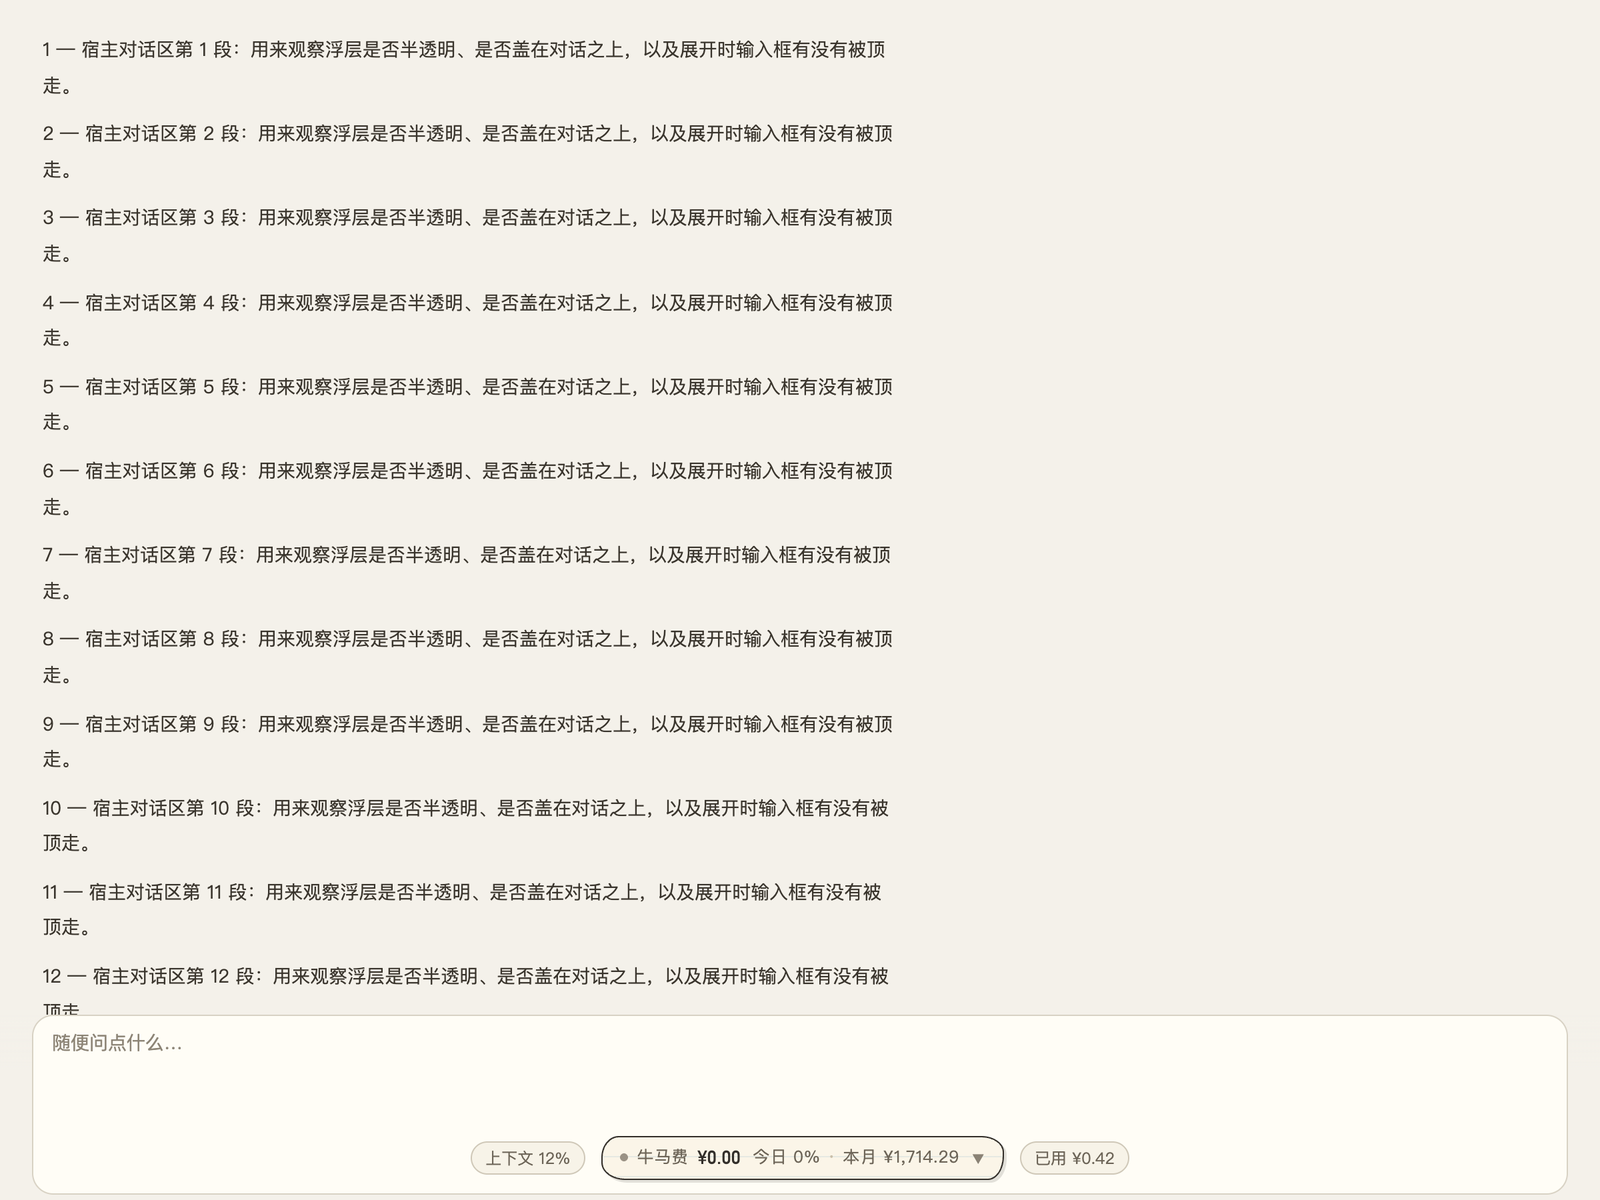 1 — 宿主对话区第 1 段：用来观察浮层是否半透明、是否盖在对话之上，以及展开时输入框有没有被顶
走。
2 — 宿主对话区第 2 段：用来观察浮层是否半透明、是否盖在对话之上，以及展开时输入框有没有被顶
走。
3 — 宿主对话区第 3 段：用来观察浮层是否半透明、是否盖在对话之上，以及展开时输入框有没有被顶
走。
4 — 宿主对话区第 4 段：用来观察浮层是否半透明、是否盖在对话之上，以及展开时输入框有没有被顶
走。
5 — 宿主对话区第 5 段：用来观察浮层是否半透明、是否盖在对话之上，以及展开时输入框有没有被顶
走。
6 — 宿主对话区第 6 段：用来观察浮层是否半透明、是否盖在对话之上，以及展开时输入框有没有被顶
走。
7 — 宿主对话区第 7 段：用来观察浮层是否半透明、是否盖在对话之上，以及展开时输入框有没有被顶
走。
8 — 宿主对话区第 8 段：用来观察浮层是否半透明、是否盖在对话之上，以及展开时输入框有没有被顶
走。
9 — 宿主对话区第 9 段：用来观察浮层是否半透明、是否盖在对话之上，以及展开时输入框有没有被顶
走。
10 — 宿主对话区第 10 段：用来观察浮层是否半透明、是否盖在对话之上，以及展开时输入框有没有被
顶走。
11 — 宿主对话区第 11 段：用来观察浮层是否半透明、是否盖在对话之上，以及展开时输入框有没有被
顶走。
12 — 宿主对话区第 12 段：用来观察浮层是否半透明、是否盖在对话之上，以及展开时输入框有没有被
顶走
随便问点什么…
上下文 12% 牛马费 ¥0.00 今日 0% · 本月 ¥1,714.29 ▼ 已用 ¥0.42